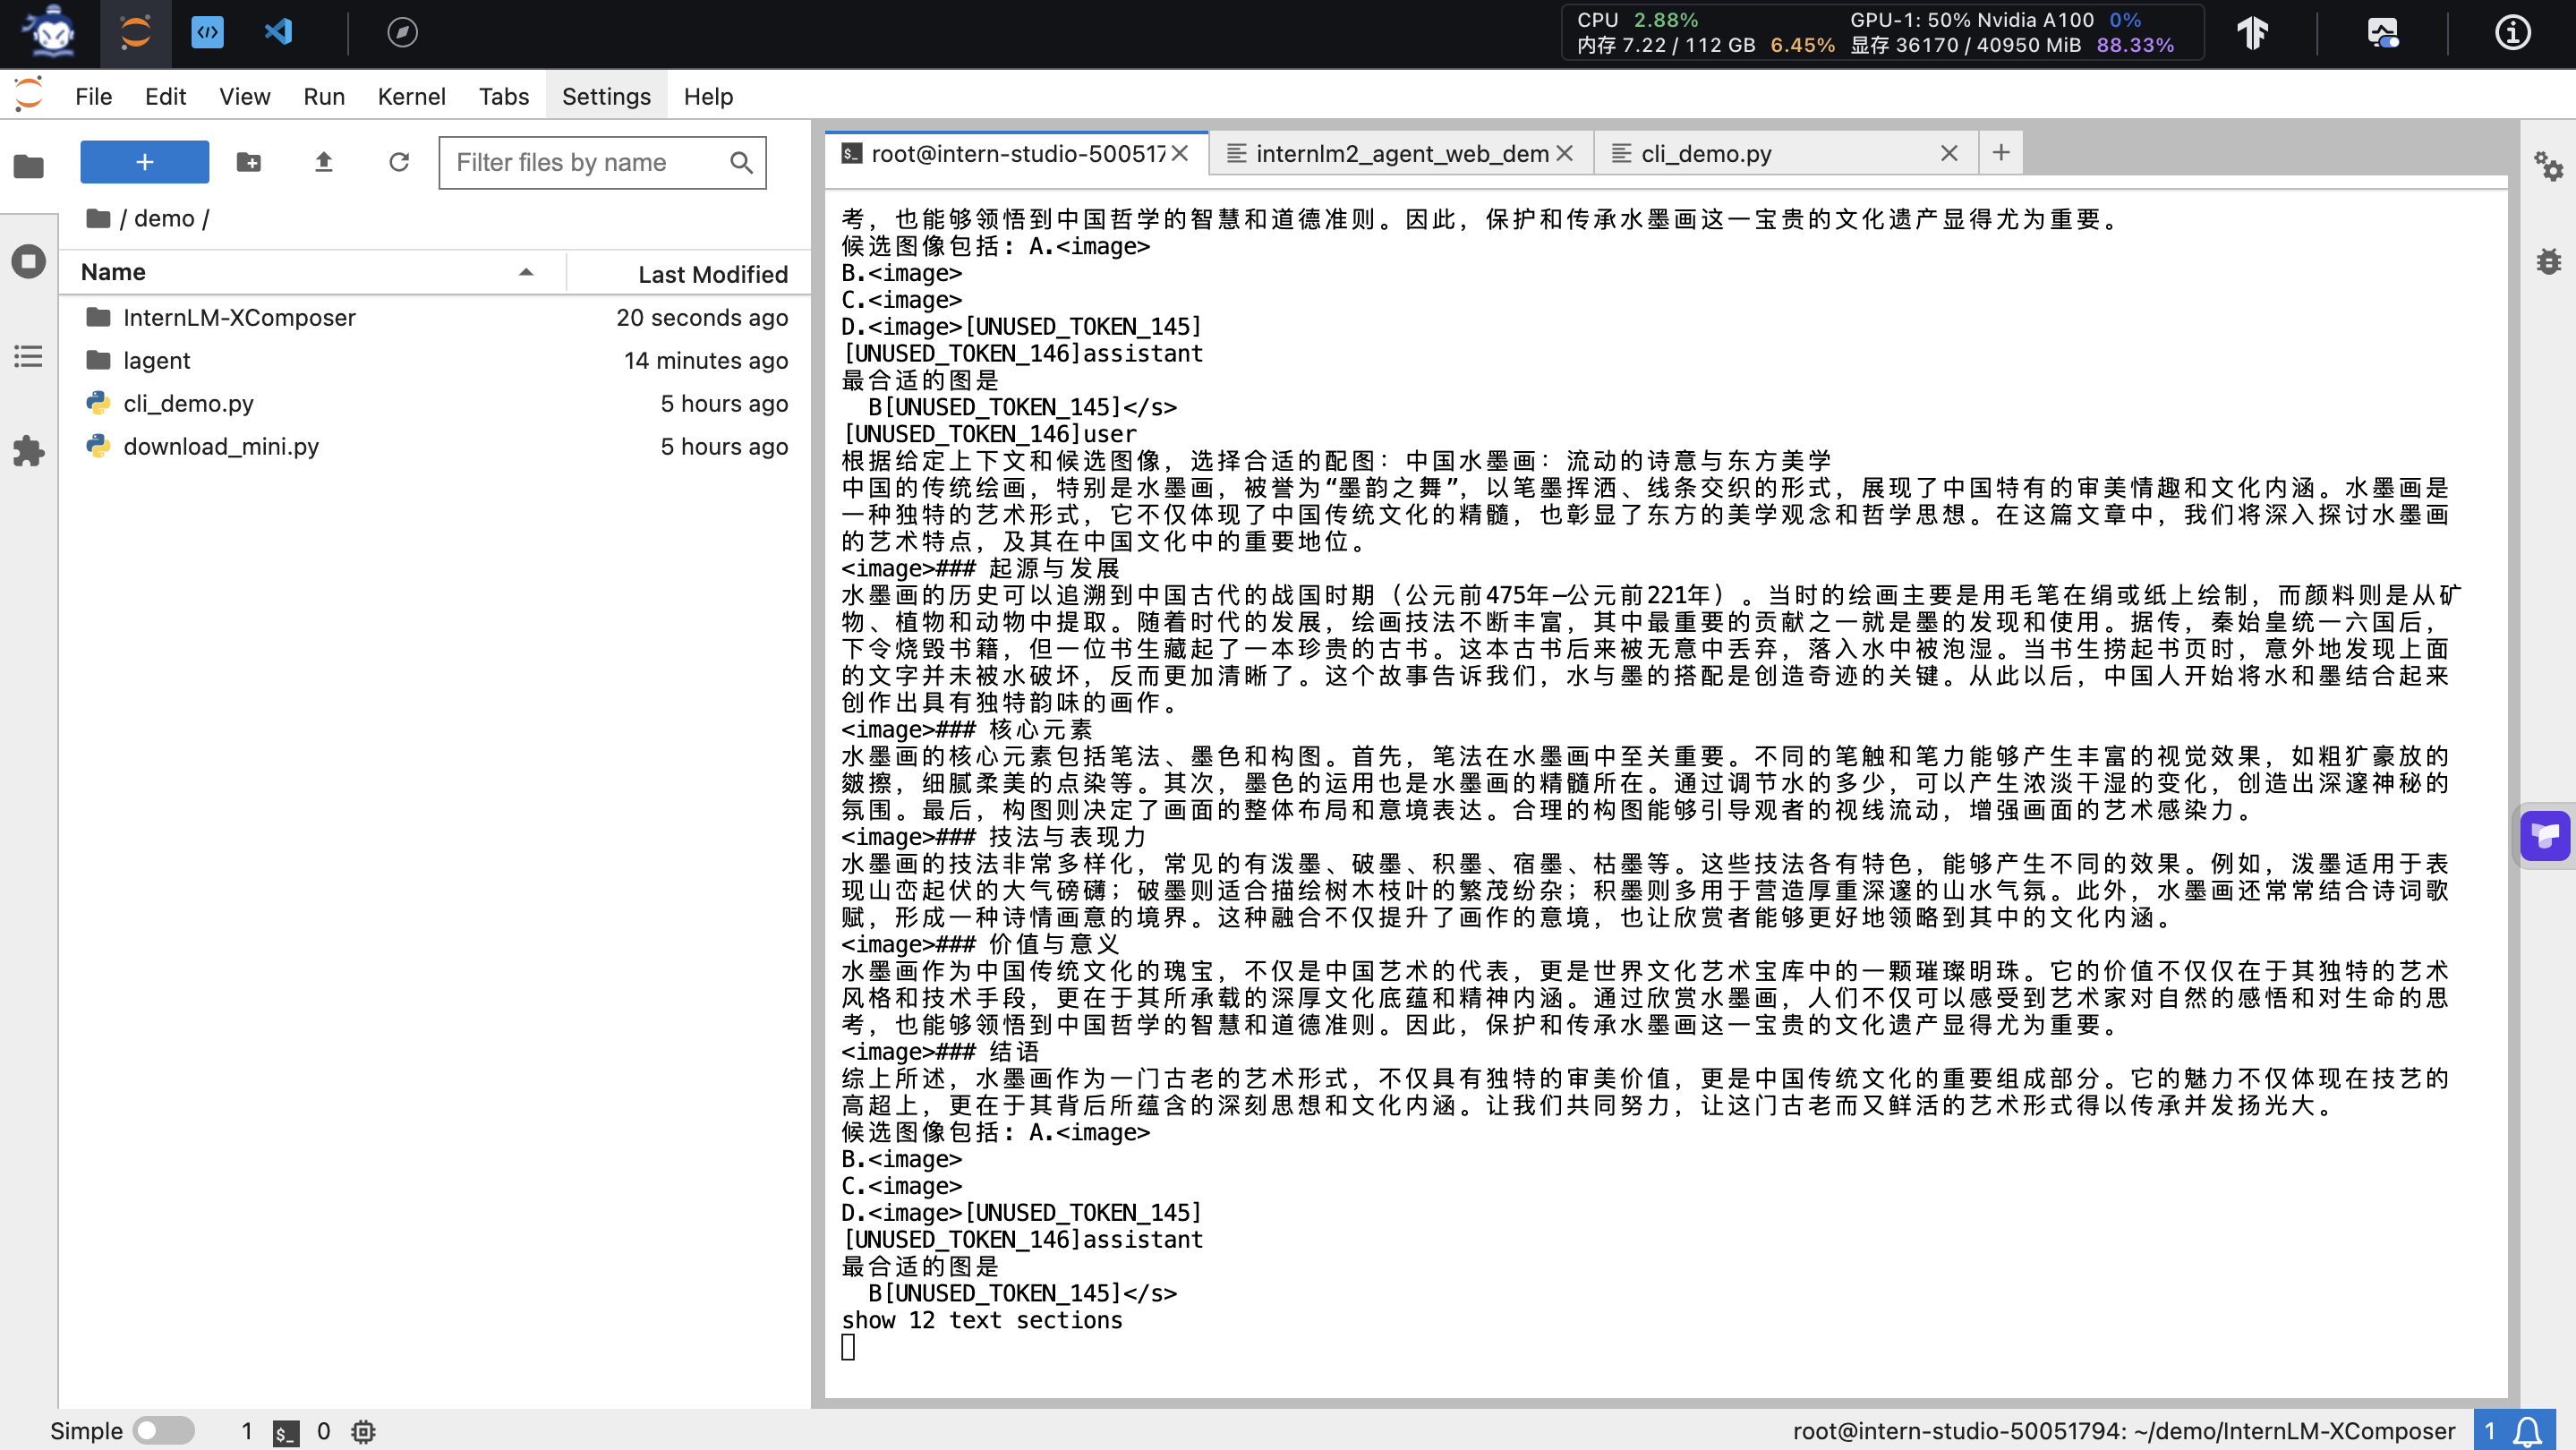 CPU 2.88% GPU-1: 50% Nvidia A100 0%
内存 7.22 / 112 GB 6.45% 显存 36170 / 40950 MiB 88.33%
File Edit View Run Kernel Tabs Settings Help
Filter files by name
/ demo /
Name Last Modified
InternLM-XComposer 20 seconds ago
lagent 14 minutes ago
cli_demo.py 5 hours ago
download_mini.py 5 hours ago
root@intern-studio-500517 internlm2_agent_web_dem cli_demo.py
考，也能够领悟到中国哲学的智慧和道德准则。因此，保护和传承水墨画这一宝贵的文化遗产显得尤为重要。
候选图像包括: A.<image>
B.<image>
C.<image>
D.<image>[UNUSED_TOKEN_145]
[UNUSED_TOKEN_146]assistant
最合适的图是
B[UNUSED_TOKEN_145]</s>
[UNUSED_TOKEN_146]user
根据给定上下文和候选图像，选择合适的配图：中国水墨画：流动的诗意与东方美学
中国的传统绘画，特别是水墨画，被誉为“墨韵之舞”，以笔墨挥洒、线条交织的形式，展现了中国特有的审美情趣和文化内涵。水墨画是
一种独特的艺术形式，它不仅体现了中国传统文化的精髓，也彰显了东方的美学观念和哲学思想。在这篇文章中，我们将深入探讨水墨画
的艺术特点，及其在中国文化中的重要地位。
<image>### 起源与发展
水墨画的历史可以追溯到中国古代的战国时期（公元前475年—公元前221年）。当时的绘画主要是用毛笔在绢或纸上绘制，而颜料则是从矿
物、植物和动物中提取。随着时代的发展，绘画技法不断丰富，其中最重要的贡献之一就是墨的发现和使用。据传，秦始皇统一六国后，
下令烧毁书籍，但一位书生藏起了一本珍贵的古书。这本古书后来被无意中丢弃，落入水中被泡湿。当书生捞起书页时，意外地发现上面
的文字并未被水破坏，反而更加清晰了。这个故事告诉我们，水与墨的搭配是创造奇迹的关键。从此以后，中国人开始将水和墨结合起来
创作出具有独特韵味的画作。
<image>### 核心元素
水墨画的核心元素包括笔法、墨色和构图。首先，笔法在水墨画中至关重要。不同的笔触和笔力能够产生丰富的视觉效果，如粗犷豪放的
皴擦，细腻柔美的点染等。其次，墨色的运用也是水墨画的精髓所在。通过调节水的多少，可以产生浓淡干湿的变化，创造出深邃神秘的
氛围。最后，构图则决定了画面的整体布局和意境表达。合理的构图能够引导观者的视线流动，增强画面的艺术感染力。
<image>### 技法与表现力
水墨画的技法非常多样化，常见的有泼墨、破墨、积墨、宿墨、枯墨等。这些技法各有特色，能够产生不同的效果。例如，泼墨适用于表
现山峦起伏的大气磅礴；破墨则适合描绘树木枝叶的繁茂纷杂；积墨则多用于营造厚重深邃的山水气氛。此外，水墨画还常常结合诗词歌
赋，形成一种诗情画意的境界。这种融合不仅提升了画作的意境，也让欣赏者能够更好地领略到其中的文化内涵。
<image>### 价值与意义
水墨画作为中国传统文化的瑰宝，不仅是中国艺术的代表，更是世界文化艺术宝库中的一颗璀璨明珠。它的价值不仅仅在于其独特的艺术
风格和技术手段，更在于其所承载的深厚文化底蕴和精神内涵。通过欣赏水墨画，人们不仅可以感受到艺术家对自然的感悟和对生命的思
考，也能够领悟到中国哲学的智慧和道德准则。因此，保护和传承水墨画这一宝贵的文化遗产显得尤为重要。
<image>### 结语
综上所述，水墨画作为一门古老的艺术形式，不仅具有独特的审美价值，更是中国传统文化的重要组成部分。它的魅力不仅体现在技艺的
高超上，更在于其背后所蕴含的深刻思想和文化内涵。让我们共同努力，让这门古老而又鲜活的艺术形式得以传承并发扬光大。
候选图像包括: A.<image>
B.<image>
C.<image>
D.<image>[UNUSED_TOKEN_145]
[UNUSED_TOKEN_146]assistant
最合适的图是
B[UNUSED_TOKEN_145]</s>
show 12 text sections
Simple 1 $_ 0 root@intern-studio-50051794: ~/demo/InternLM-XComposer 1